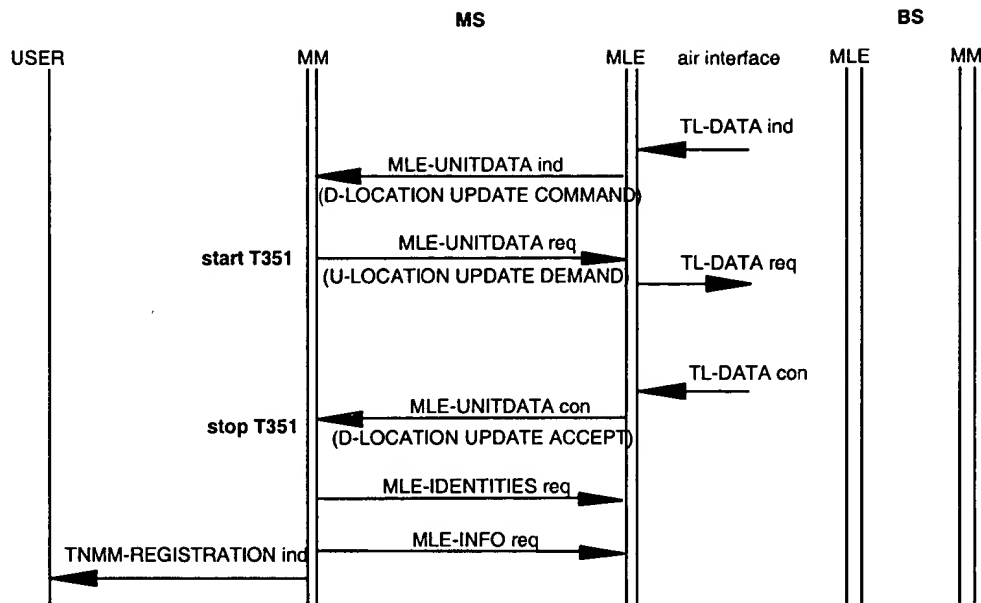 MS BS
USER MM MLE air interface MLE MM
TL-DATA ind
MLE-UNITDATA ind
(D-LOCATION UPDATE COMMAND)
MLE-UNITDATA req
start T351
TL-DATA req
(U-LOCATION UPDATE DEMAND)
TL-DATA con
MLE-UNITDATA con
stop T351
(D-LOCATION UPDATE ACCEPT)
MLE-IDENTITIES req
MLE-INFO req
TNMM-REGISTRATION ind